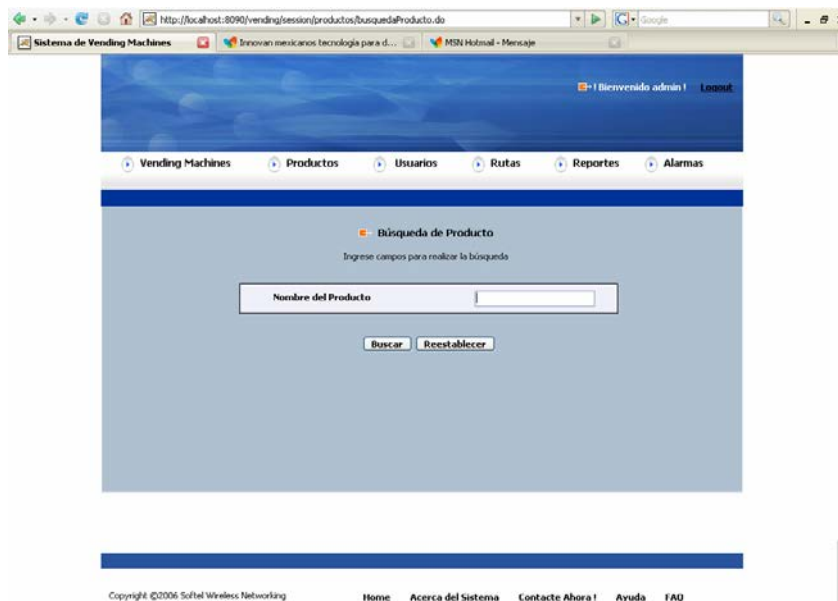 http://localhost:8090/vending/session/productos/busquedaProducto.do
Google
Sistema de Vending Machines
Innovan mexicanos tecnología para d...
MSN Hotmail - Mensaje
! Bienvenido admin !
Logout
Vending Machines
Productos
Usuarios
Rutas
Reportes
Alarmas
Búsqueda de Producto
Ingrese campos para realizar la búsqueda
Nombre del Producto
Buscar
Reestablecer
Copyright ©2006 Softel Wireless Networking
Home
Acerca del Sistema
Contacte Ahora !
Ayuda
FAQ